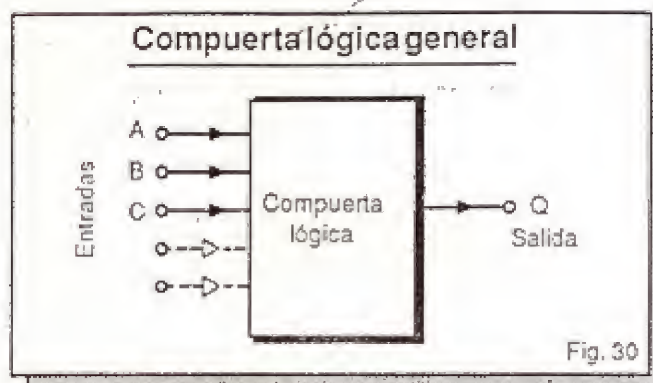 Compuerta lógica general
Entradas
A
B
C
Compuerta
lógica
Q
Salida
Fig. 30